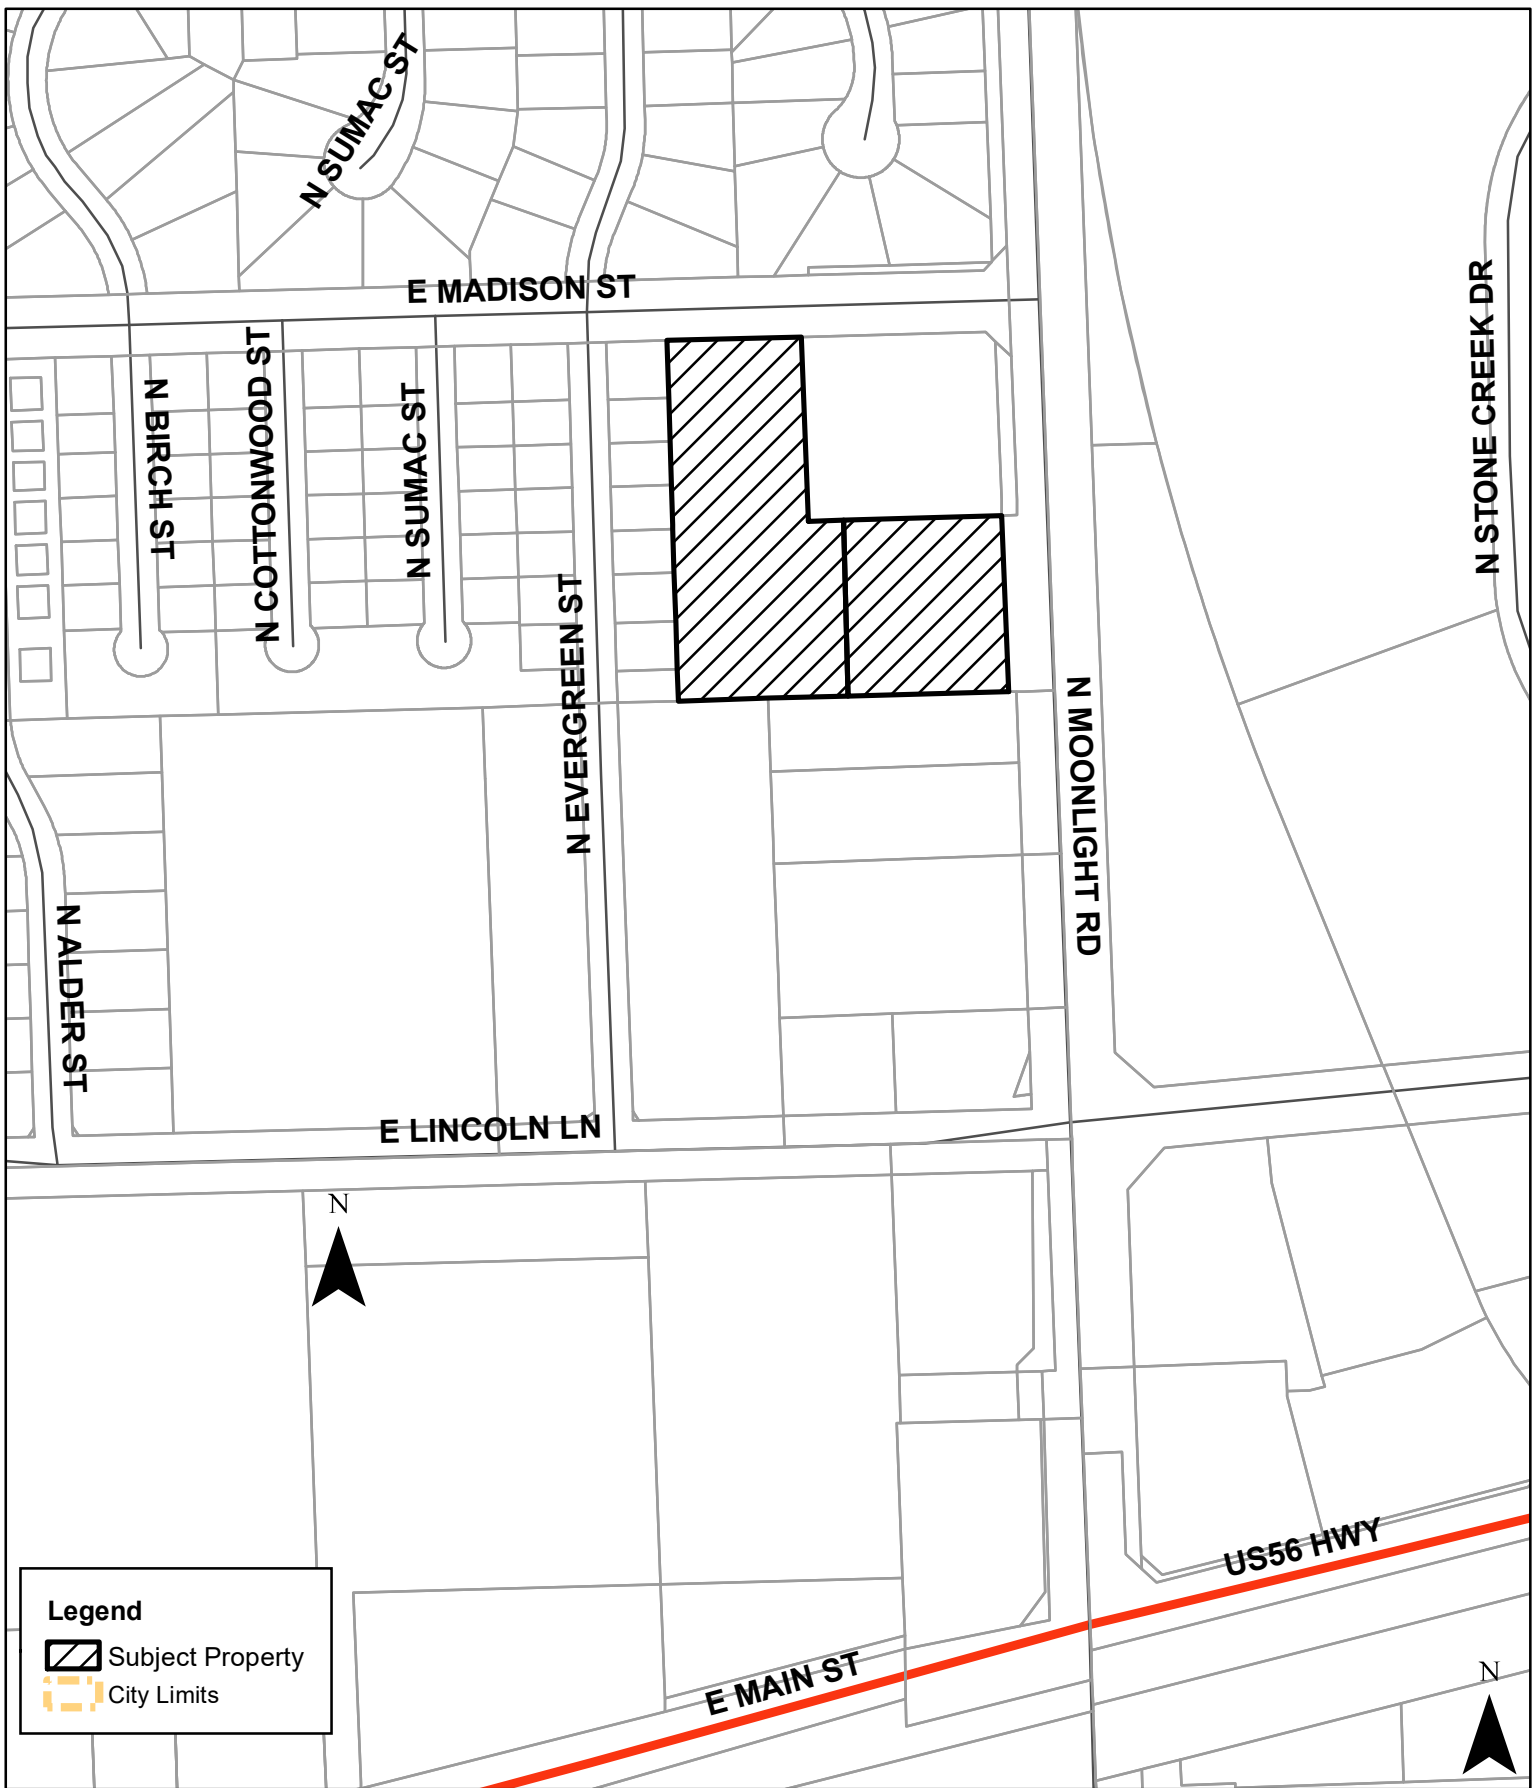 N SUMAC ST
E MADISON ST
N STONE CREEK DR
N BIRCH ST
N COTTONWOOD ST
N SUMAC ST
N EVERGREEN ST
N MOONLIGHT RD
N ALDER ST
E LINCOLN LN
N
US56 HWY
E MAIN ST
Legend
Subject Property
City Limits
N